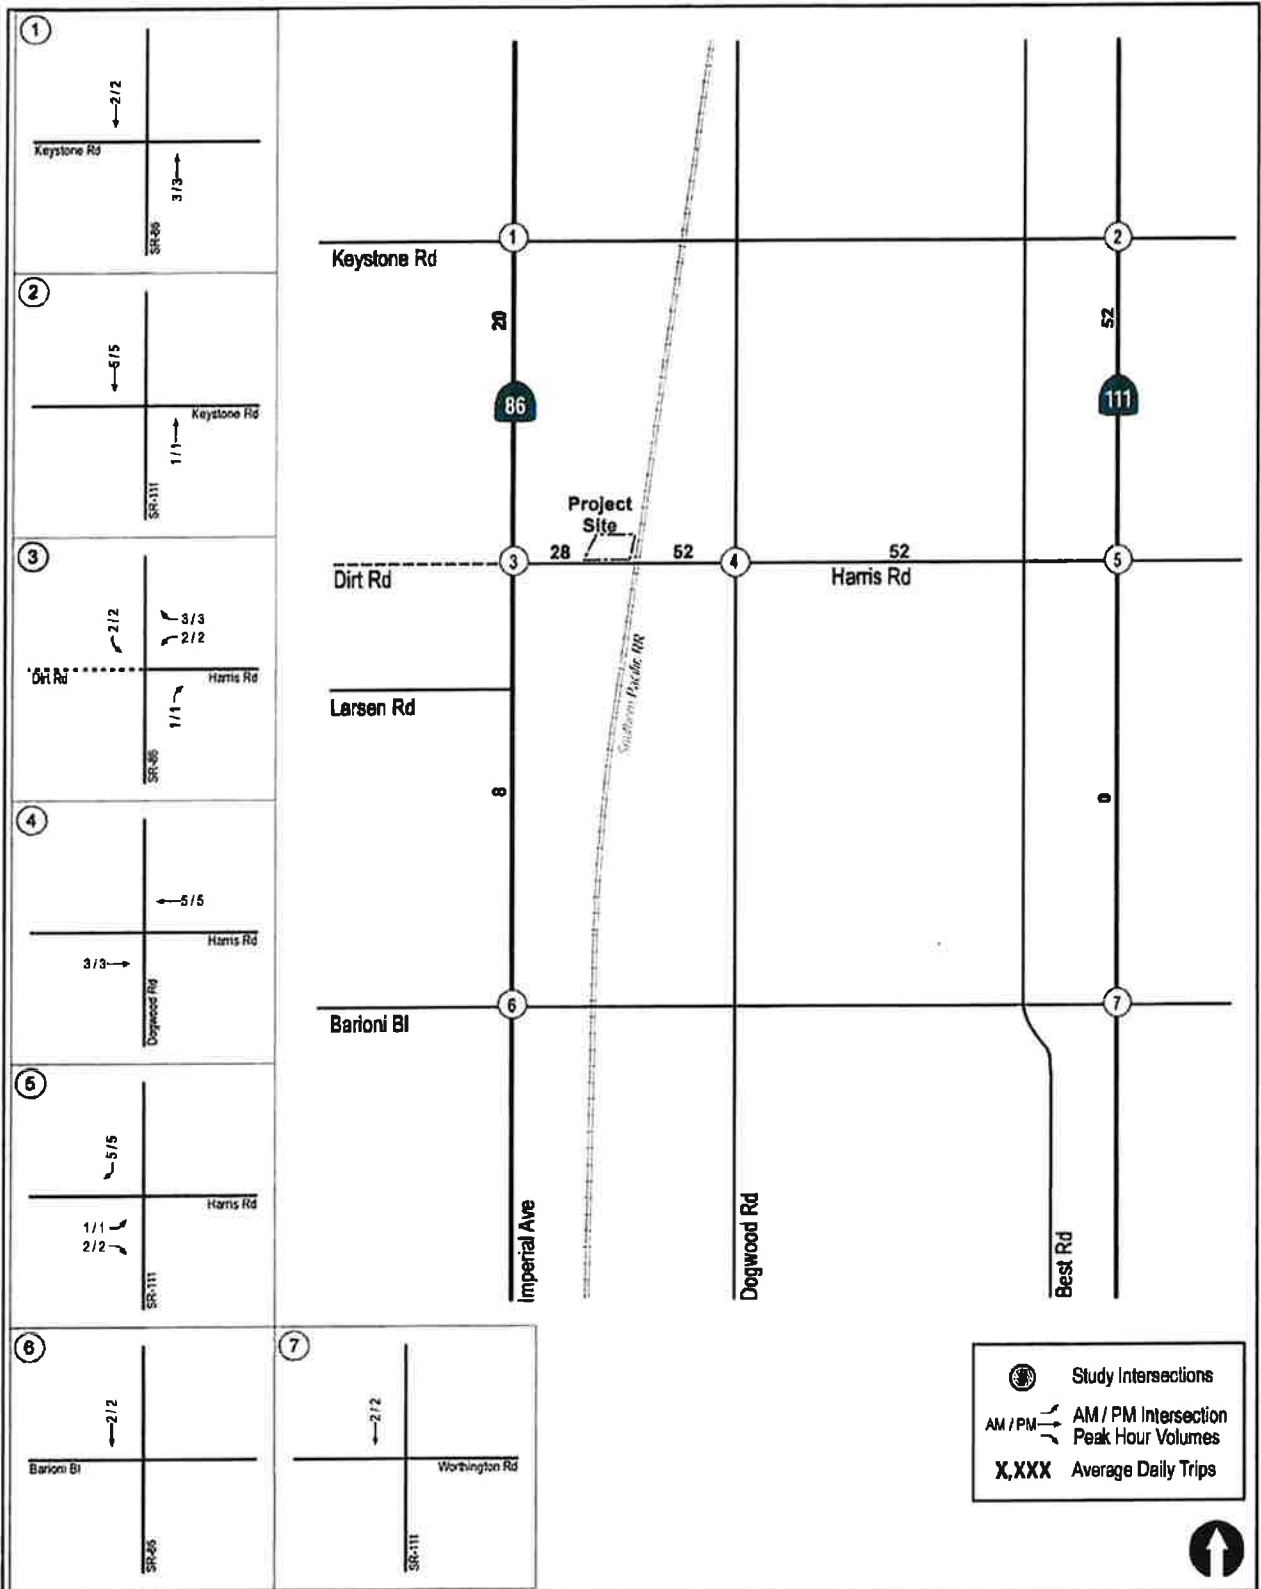 1
2/2
Keystone Rd
3/3
SR-86
2
5/5
Keystone Rd
1/1
SR-111
3
2/2
3/3
2/2
Dirt Rd
Harris Rd
1/1
SR-86
4
5/5
Harris Rd
3/3
Dogwood Rd
5
5/5
Harris Rd
1/1
2/2
SR-111
6
2/2
Barioni Bl
SR-86
7
2/2
Worthington Rd
SR-111
1
2
Keystone Rd
20
52
86
111
Project
Site
3
28
52
4
52
5
Dirt Rd
Harris Rd
Southern Pacific RR
Larsen Rd
8
0
6
7
Barioni Bl
Imperial Ave
Dogwood Rd
Best Rd
Study Intersections
AM / PM
AM / PM Intersection
Peak Hour Volumes
X,XXX Average Daily Trips